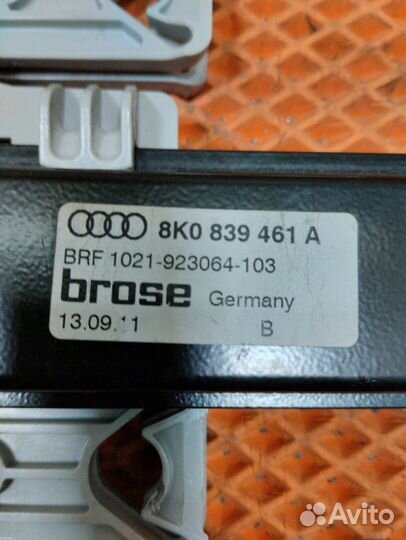 8K0 839 461 A
BRF 1021-923064-103
brose Germany
13.09.11 B
Avito